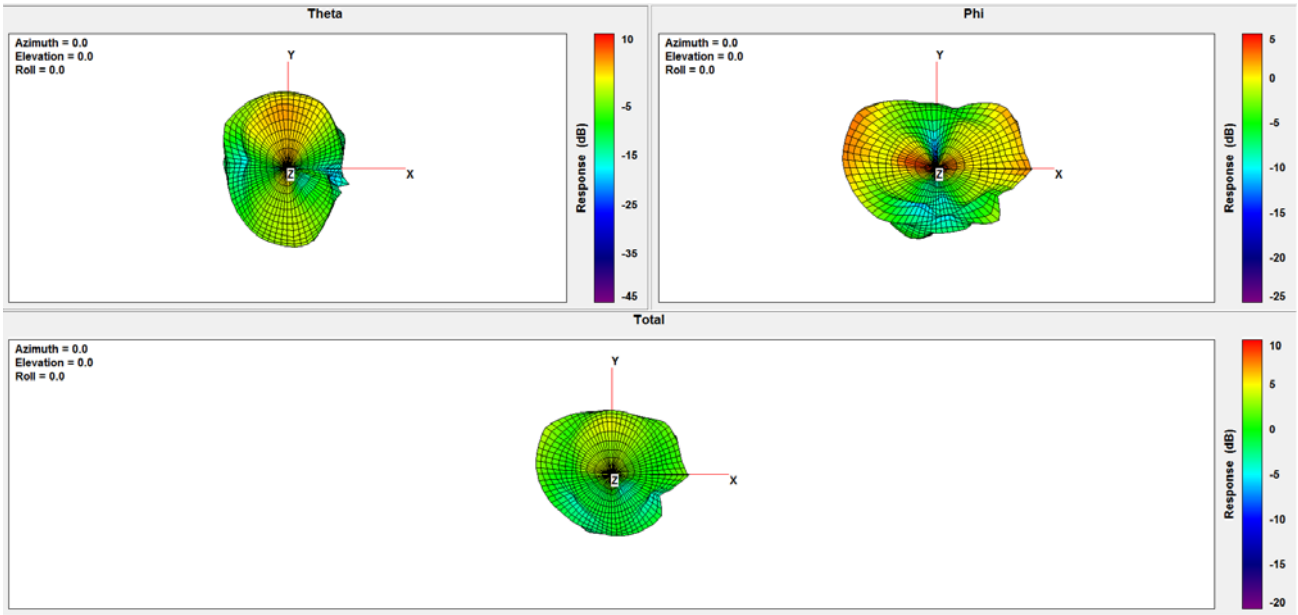 Theta
Azimuth = 0.0
Elevation = 0.0
Roll = 0.0
Y
X
Z
10
-5
-15
-25
-35
-45
Response (dB)
Phi
Azimuth = 0.0
Elevation = 0.0
Roll = 0.0
Y
X
Z
5
0
-5
-10
-15
-20
-25
Response (dB)
Total
Azimuth = 0.0
Elevation = 0.0
Roll = 0.0
Y
X
Z
10
5
0
-5
-10
-15
-20
Response (dB)